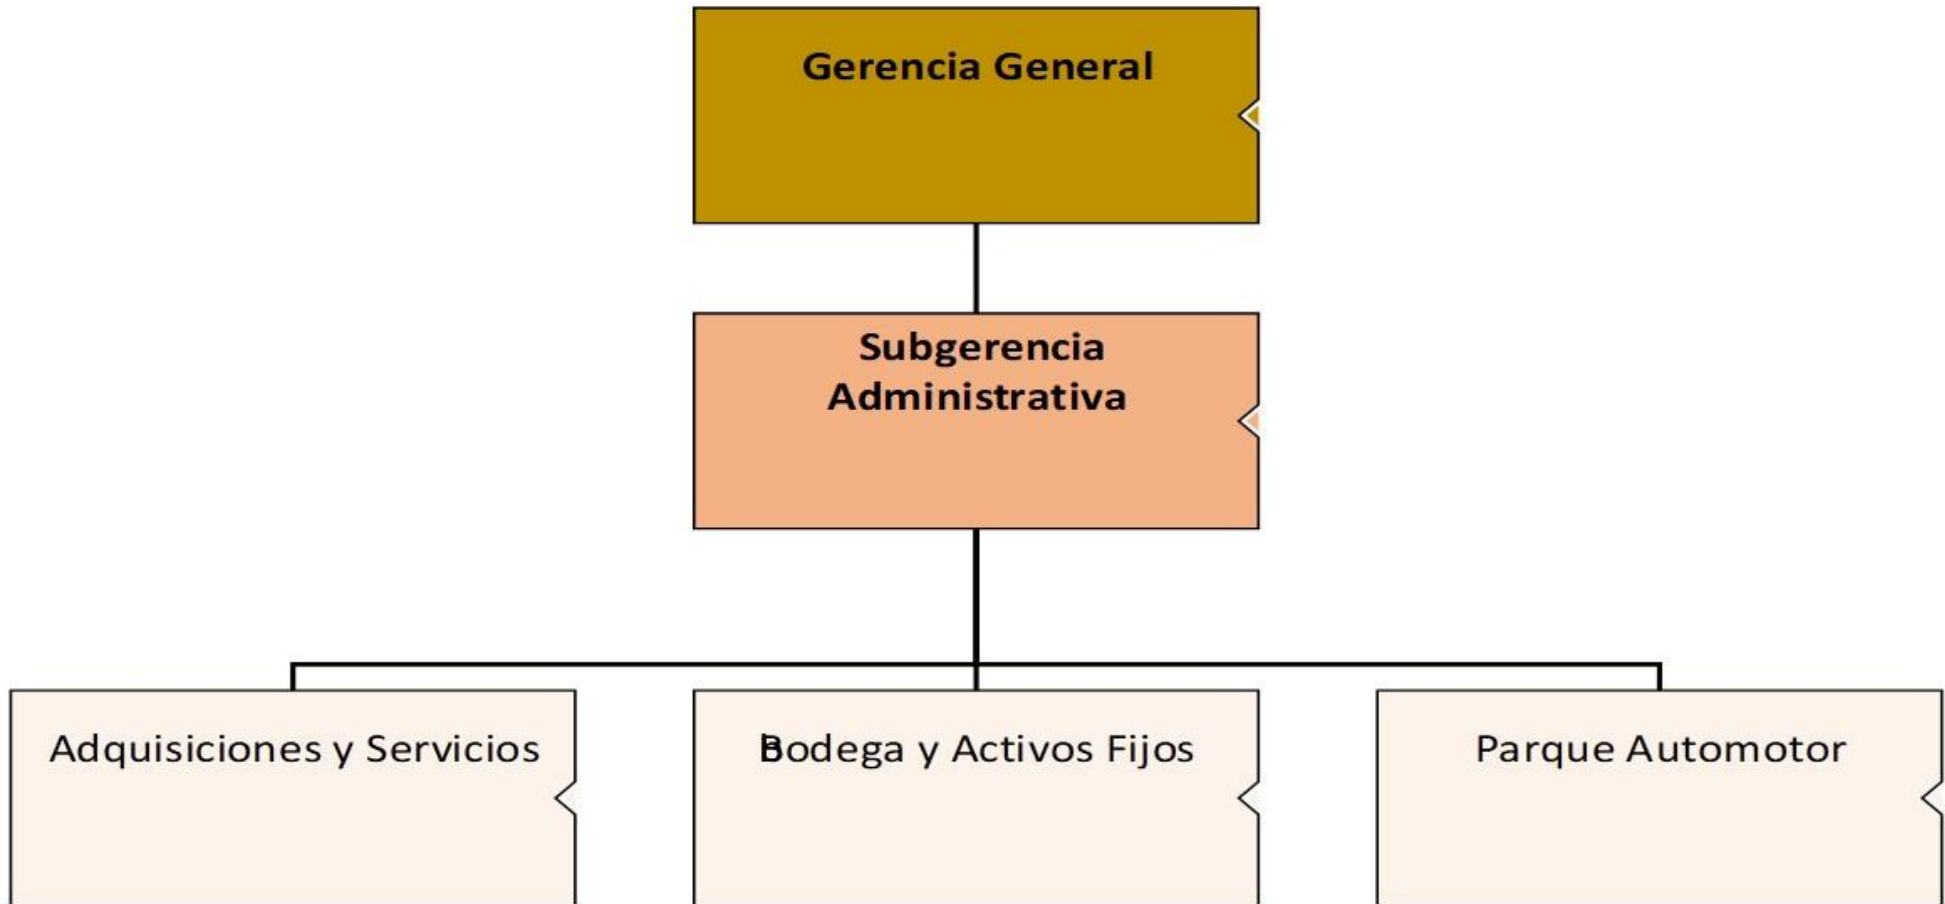 Gerencia General
Subgerencia
Administrativa
Adquisiciones y Servicios
Bodega y Activos Fijos
Parque Automotor